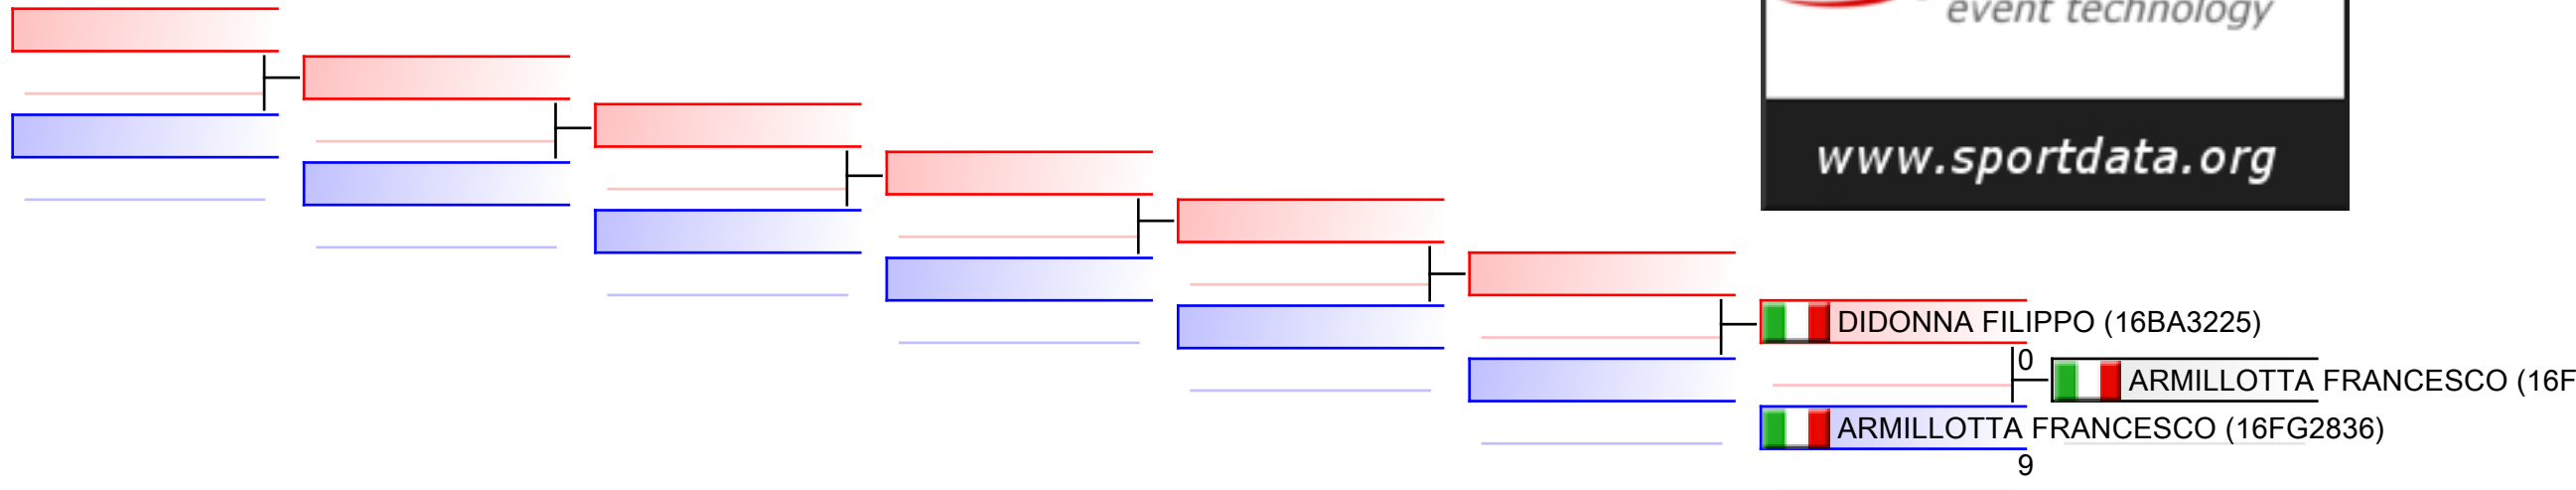 event technology
www.sportdata.org
DIDONNA FILIPPO (16BA3225)
0
ARMILLOTTA FRANCESCO (16F
ARMILLOTTA FRANCESCO (16FG2836)
9